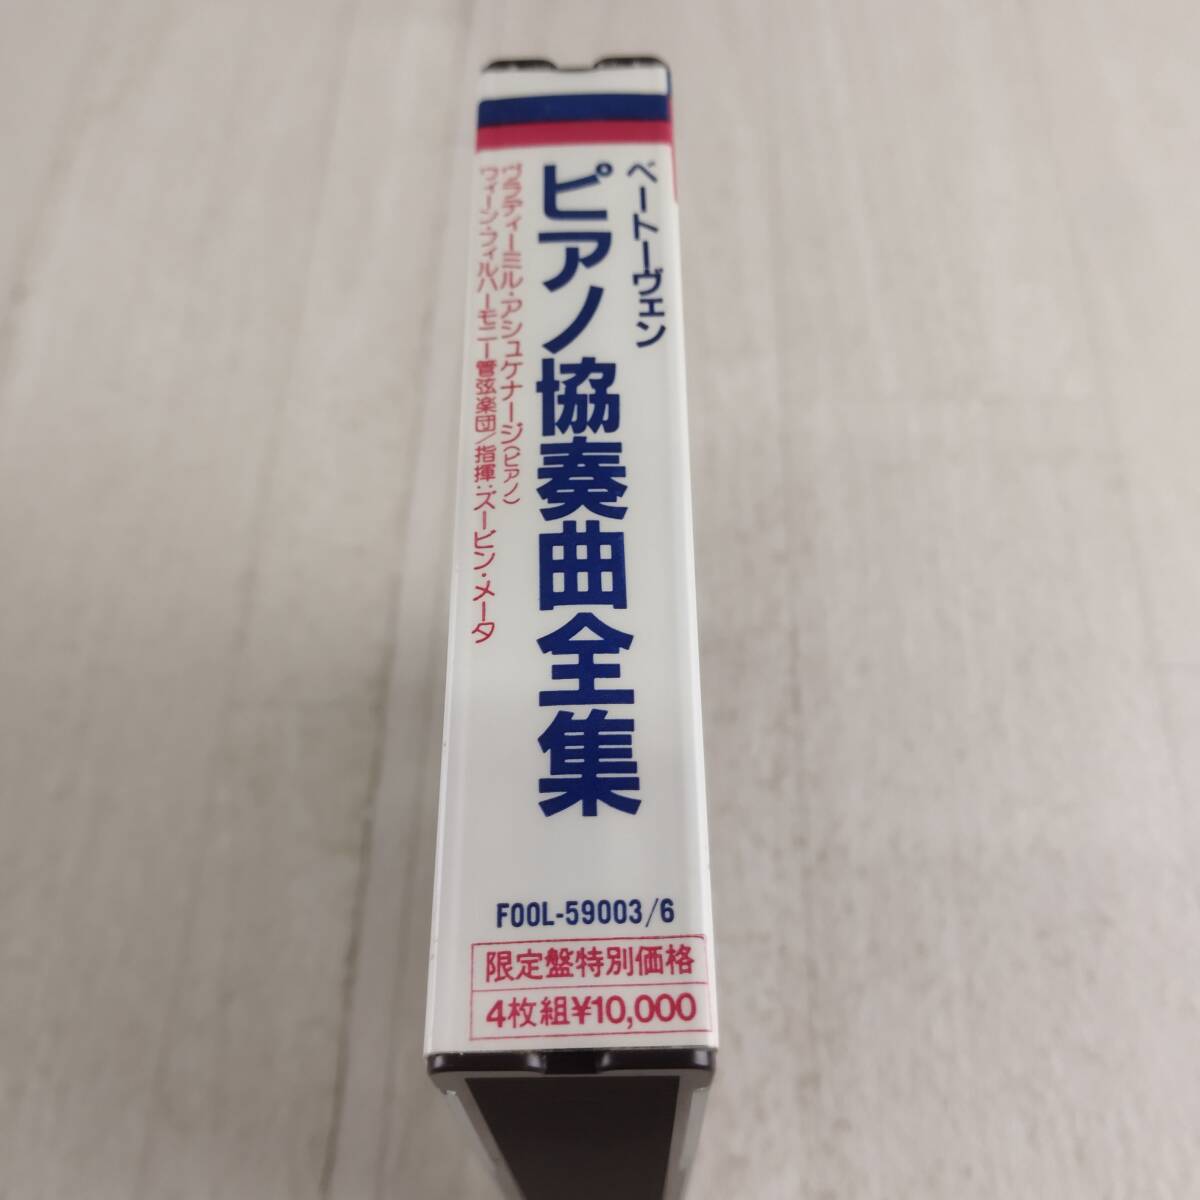 ベートーヴェン
ピアノ協奏曲全集
ヴラディーミル・アシュケナージ(ピアノ)
ウィーン・フィルハーモニー管弦楽団/指揮:ズービン・メータ
F00L-59003/6
限定盤特別価格
4枚組¥10,000